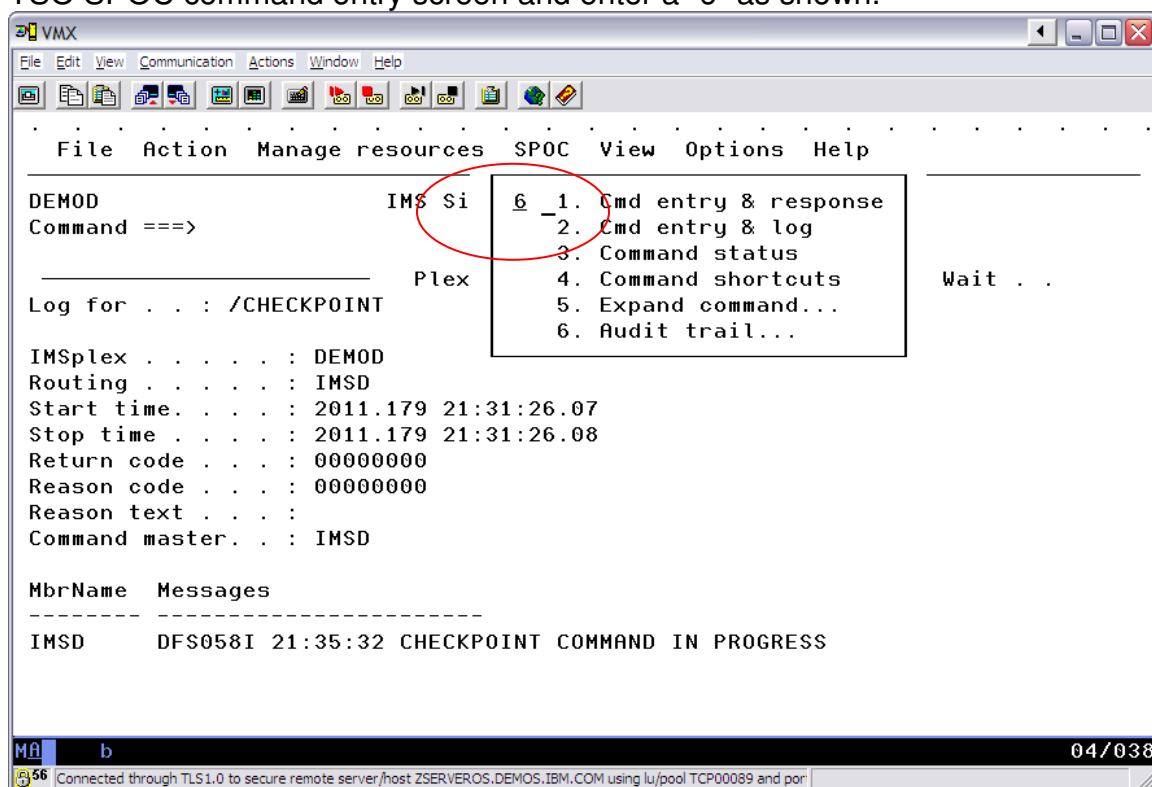 TSO SPOC command entry screen and enter a "6" as shown.
VMX
File Edit View Communication Actions Window Help
. . . . . . . . . . . . . . . . . . . . . . . . . . .
File Action Manage resources SPOC View Options Help
DEMOD IMS Si 6 _1. Cmd entry & response
Command ===> 2. Cmd entry & log
3. Command status
Plex 4. Command shortcuts Wait . .
Log for . . : /CHECKPOINT 5. Expand command...
6. Audit trail...
IMSplex . . . . . : DEMOD
Routing . . . . . : IMSD
Start time. . . . : 2011.179 21:31:26.07
Stop time . . . . : 2011.179 21:31:26.08
Return code . . . : 00000000
Reason code . . . : 00000000
Reason text . . . :
Command master. . : IMSD
MbrName Messages
-------- -----------------------
IMSD DFS058I 21:35:32 CHECKPOINT COMMAND IN PROGRESS
MA b 04/038
56 Connected through TLS1.0 to secure remote server/host ZSERVEROS.DEMOS.IBM.COM using lu/pool TCP00089 and por